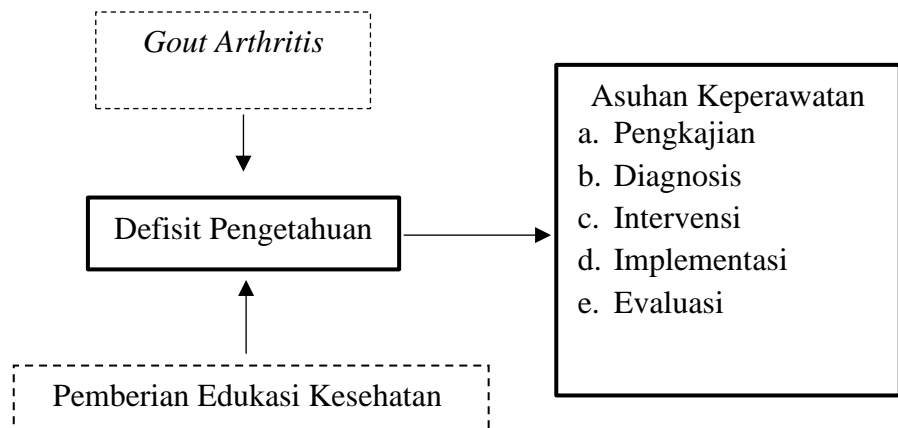 Gout Arthritis
Asuhan Keperawatan
a. Pengkajian
b. Diagnosis
c. Intervensi
d. Implementasi
e. Evaluasi
Defisit Pengetahuan
Pemberian Edukasi Kesehatan